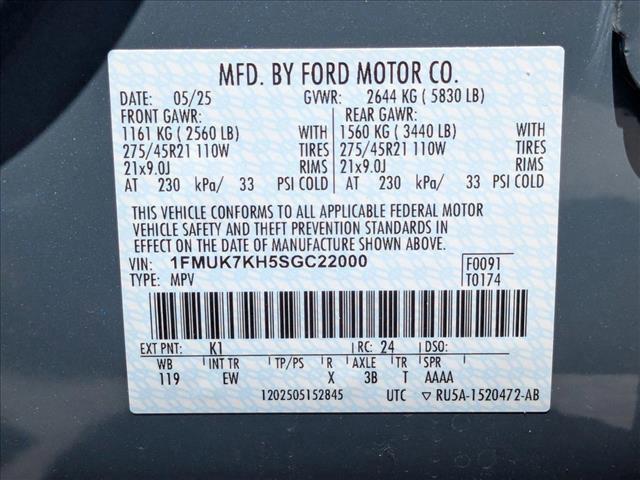 MFD. BY FORD MOTOR CO.
DATE: 05/25 GVWR: 2644 KG ( 5830 LB)
FRONT GAWR: REAR GAWR:
1161 KG ( 2560 LB) WITH 1560 KG ( 3440 LB) WITH
275/45R21 110W TIRES 275/45R21 110W TIRES
21x9.0J RIMS 21x9.0J RIMS
AT 230 kPa/ 33 PSI COLD AT 230 kPa/ 33 PSI COLD
THIS VEHICLE CONFORMS TO ALL APPLICABLE FEDERAL MOTOR
VEHICLE SAFETY AND THEFT PREVENTION STANDARDS IN
EFFECT ON THE DATE OF MANUFACTURE SHOWN ABOVE.
VIN: 1FMUK7KH5SGC22000 F0091
TYPE: MPV T0174
EXT PNT: K1 RC: 24 DSO:
WB INT TR TP/PS R AXLE TR SPR
119 EW X 3B T AAAA
1202505152845 UTC ▽ RU5A-1520472-AB